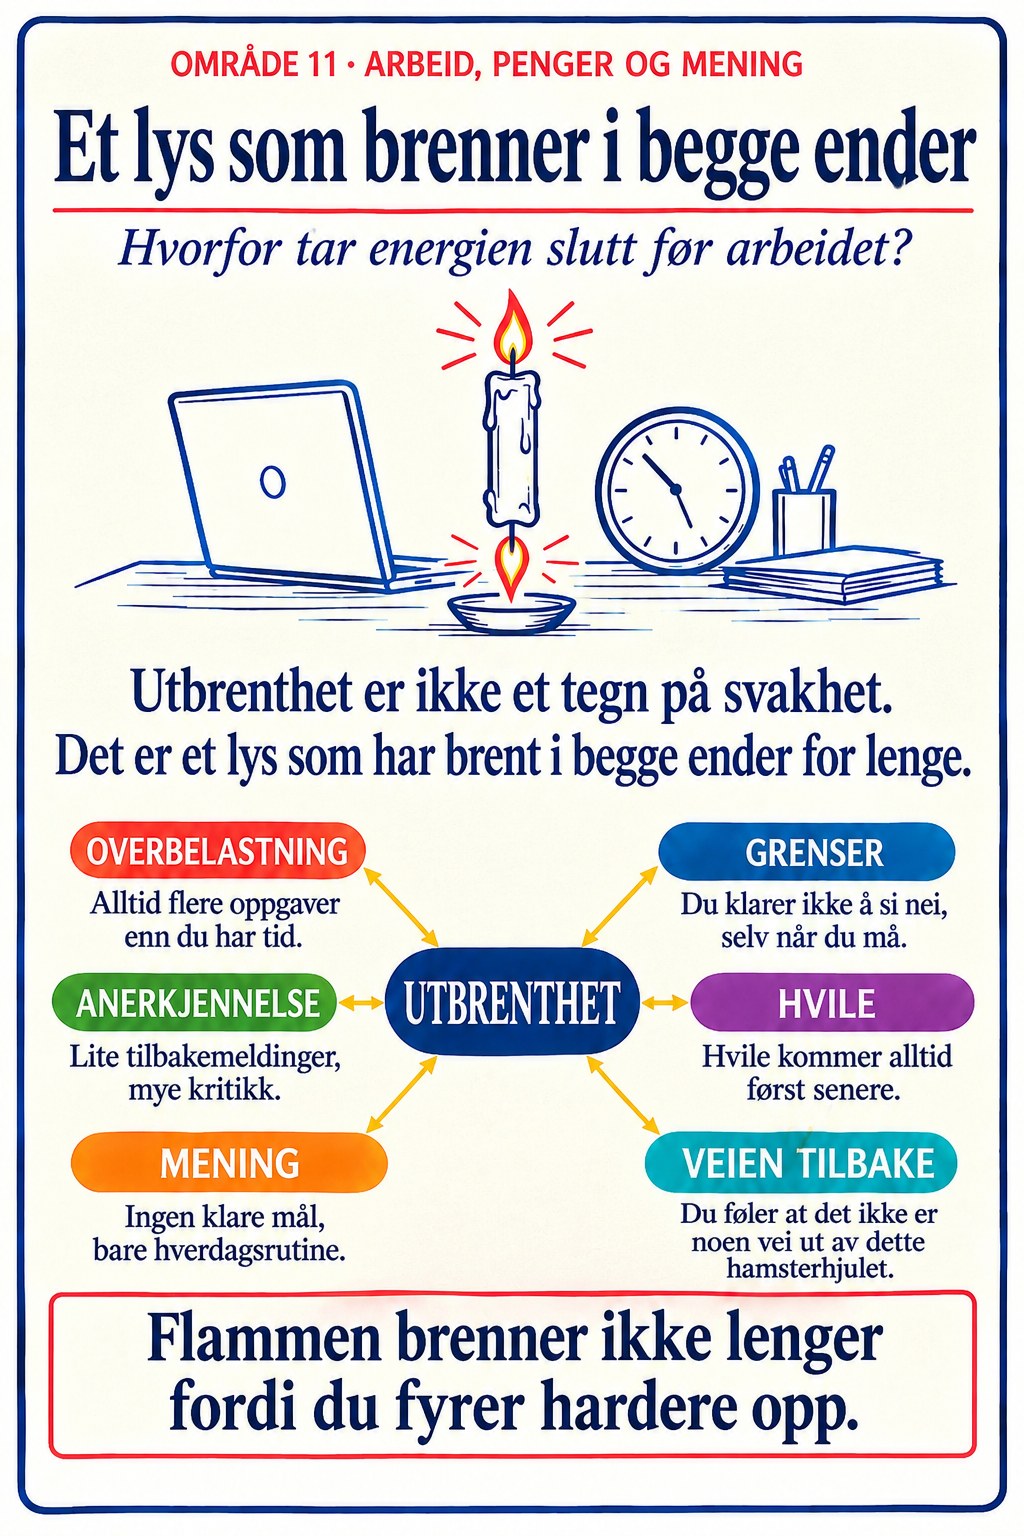 OMRÅDE 11 · ARBEID, PENGER OG MENING
Et lys som brenner i begge ender
Hvorfor tar energien slutt før arbeidet?
Utbrenthet er ikke et tegn på svakhet.
Det er et lys som har brent i begge ender for lenge.
OVERBELASTNING
Alltid flere oppgaver
enn du har tid.
GRENSER
Du klarer ikke å si nei,
selv når du må.
UTBRENTHET
ANERKJENNELSE
Lite tilbakemeldinger,
mye kritikk.
HVILE
Hvile kommer alltid
først senere.
MENING
Ingen klare mål,
bare hverdagsrutine.
VEIEN TILBAKE
Du føler at det ikke er
noen vei ut av dette
hamsterhjulet.
Flammen brenner ikke lenger
fordi du fyrer hardere opp.